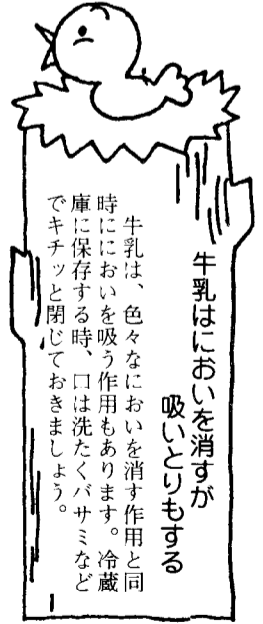 牛乳はにおいを消すが
吸いとりもする
牛乳は、色々なにおいを消す作用と同
時ににおいを吸う作用もあります。冷蔵
庫に保存する時、口は洗たくバサミなど
でキチッと閉じておきましょう。